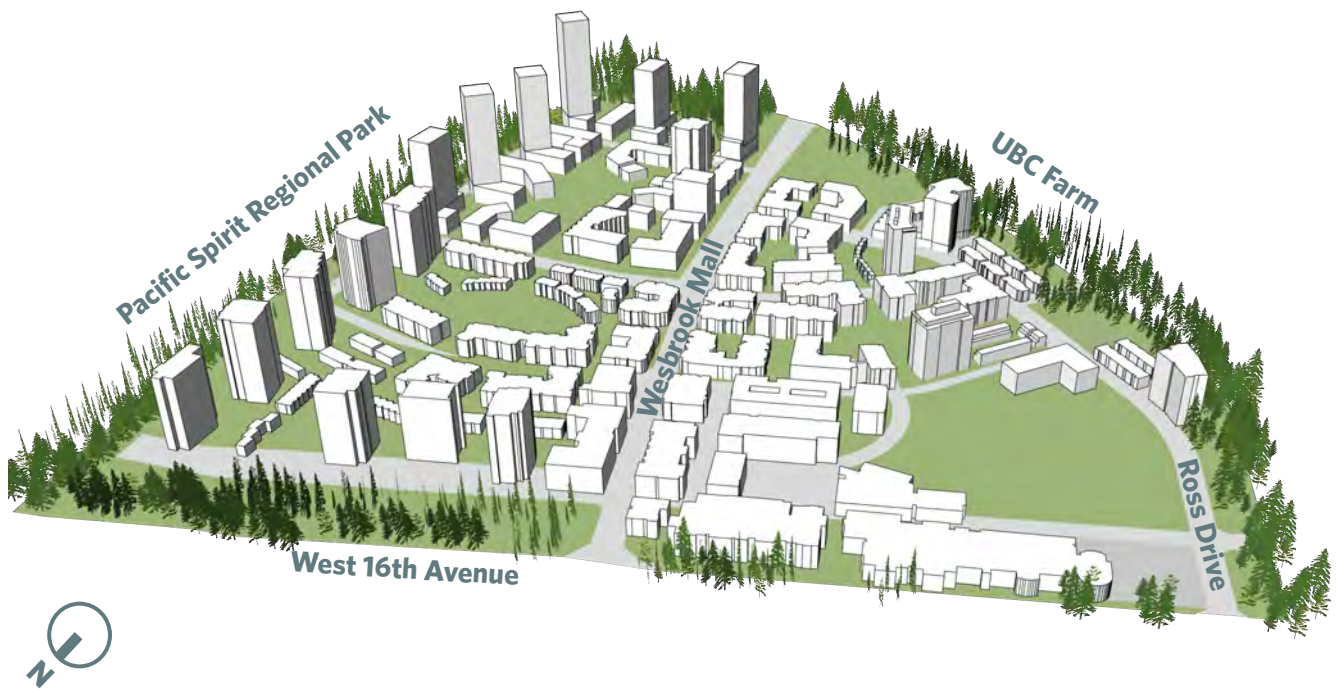 Pacific Spirit Regional Park
UBC Farm
Wesbrook Mall
Ross Drive
West 16th Avenue
N